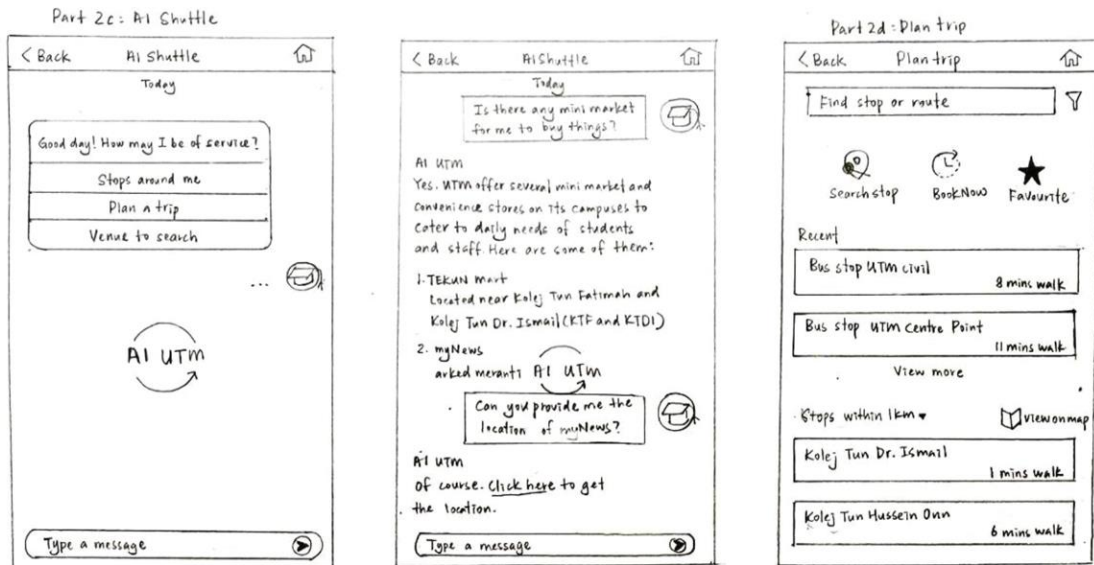 Part 2c: AI Shuttle
< Back AI Shuttle
Today
Good day! How may I be of service?
Stops around me
Plan a trip
Venue to search
...
AI UTM
Type a message
< Back AI Shuttle
Today
Is there any mini market
for me to buy things?
AI UTM
Yes. UTM offer several mini market and
convenience stores on its campuses to
cater to daily needs of students
and staff. Here are some of them:
1. TEKUN mart
Located near Kolej Tun Fatimah and
Kolej Tun Dr. Ismail (KTF and KTDI)
2. myNews
arked meranti
AI UTM
Can you provide me the
location of myNews?
AI UTM
Of course. Click here to get
the location.
Type a message
Part 2d: Plan trip
< Back Plan trip
Find stop or route
Search stop Book Now Favourite
Recent
Bus stop UTM civil
8 mins walk
Bus stop UTM Centre Point
11 mins walk
View more
Stops within 1km view on map
Kolej Tun Dr. Ismail
1 mins walk
Kolej Tun Hussein Onn
6 mins walk